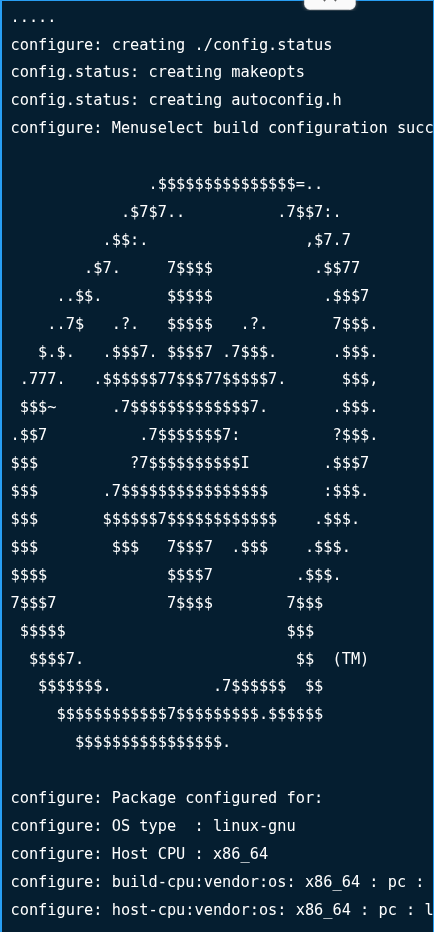 .....
configure: creating ./config.status
config.status: creating makeopts
config.status: creating autoconfig.h
configure: Menuselect build configuration succ

               .$$$$$$$$$$$$$$$=..
            .$7$7..          .7$$7:.
          .$$:.                 ,$7.7
        .$7.     7$$$$           .$$77
     ..$$.       $$$$$            .$$$7
    ..7$   .?.   $$$$$   .?.       7$$$.
   $.$.   .$$$7. $$$$7 .7$$$.      .$$$.
 .777.   .$$$$$$77$$$77$$$$$7.      $$$,
 $$$~      .7$$$$$$$$$$$$$7.       .$$$.
.$$7          .7$$$$$$$7:          ?$$$.
$$$          ?7$$$$$$$$$$I        .$$$7
$$$       .7$$$$$$$$$$$$$$$$      :$$$.
$$$       $$$$$$7$$$$$$$$$$$$    .$$$.
$$$        $$$   7$$$7  .$$$    .$$$.
$$$$             $$$$7         .$$$.
7$$$7            7$$$$        7$$$
 $$$$$                        $$$
  $$$$7.                       $$  (TM)
   $$$$$$$.           .7$$$$$$  $$
     $$$$$$$$$$$$7$$$$$$$$$.$$$$$$
       $$$$$$$$$$$$$$$$.

configure: Package configured for:
configure: OS type  : linux-gnu
configure: Host CPU : x86_64
configure: build-cpu:vendor:os: x86_64 : pc :
configure: host-cpu:vendor:os: x86_64 : pc : l